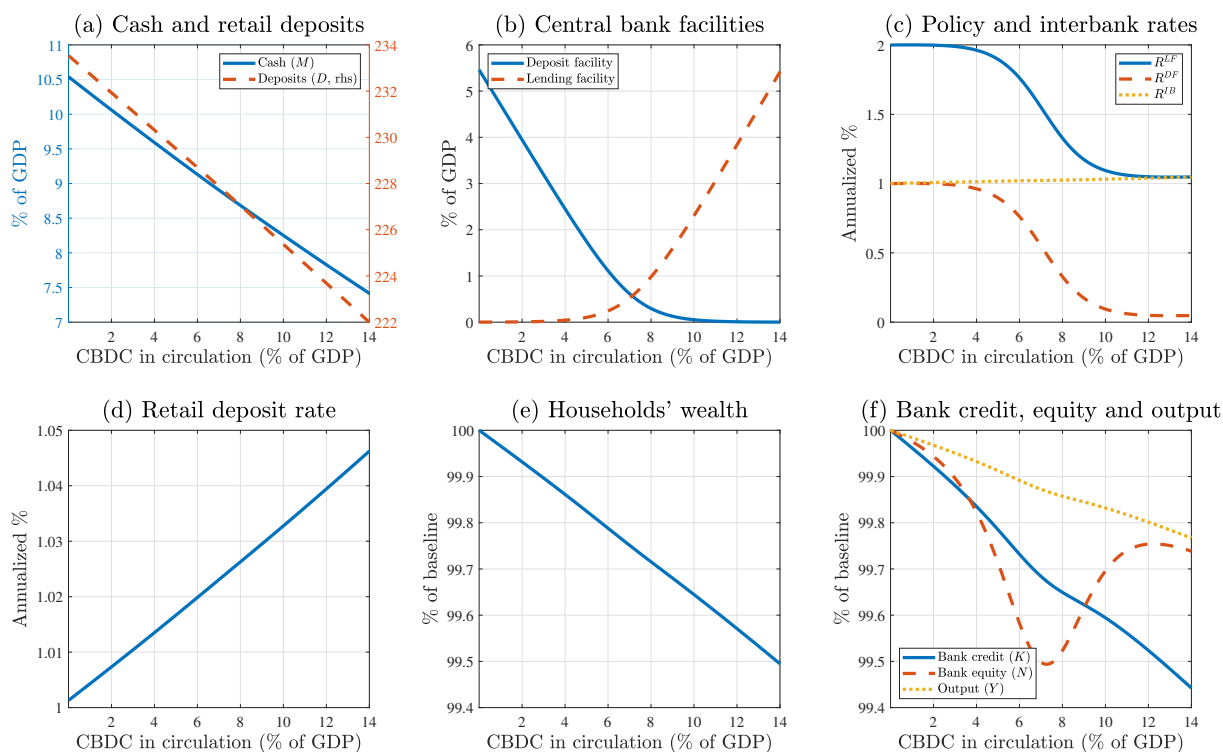 (a) Cash and retail deposits
11
10.5
10
9.5
9
8.5
8
7.5
7
% of GDP
234
232
230
228
226
224
222
Cash (M)
Deposits (D, rhs)
2 4 6 8 10 12 14
CBDC in circulation (% of GDP)
(b) Central bank facilities
6
5
4
3
2
1
0
% of GDP
Deposit facility
Lending facility
2 4 6 8 10 12 14
CBDC in circulation (% of GDP)
(c) Policy and interbank rates
2
1.5
1
0.5
0
Annualized %
R^{LF}
R^{DF}
R^{IB}
2 4 6 8 10 12 14
CBDC in circulation (% of GDP)
(d) Retail deposit rate
1.05
1.04
1.03
1.02
1.01
1
Annualized %
2 4 6 8 10 12 14
CBDC in circulation (% of GDP)
(e) Households' wealth
100
99.9
99.8
99.7
99.6
99.5
99.4
% of baseline
2 4 6 8 10 12 14
CBDC in circulation (% of GDP)
(f) Bank credit, equity and output
100
99.9
99.8
99.7
99.6
99.5
99.4
% of baseline
Bank credit (K)
Bank equity (N)
Output (Y)
2 4 6 8 10 12 14
CBDC in circulation (% of GDP)